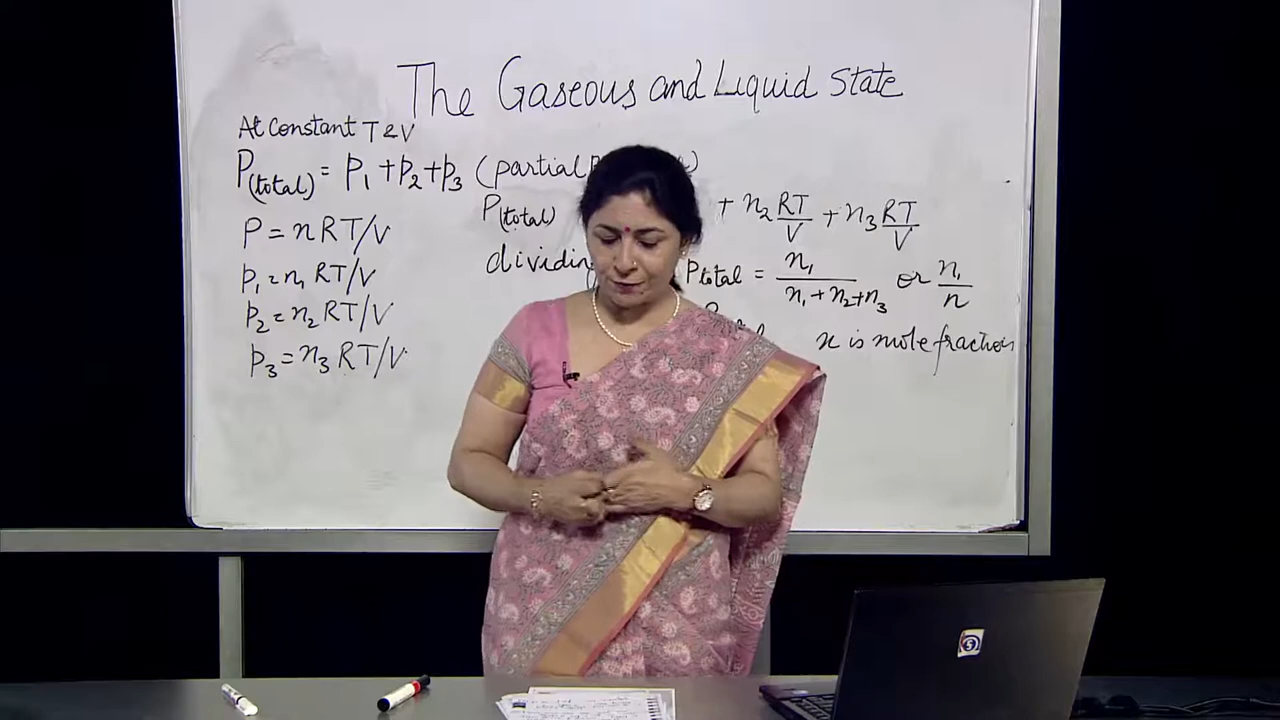 The Gaseous and Liquid State
At Constant T & V
P(total) = p₁ + p₂ + p₃ (partial
P(total) + n₂ RT/V + n₃ RT/V
P = nRT/V
p₁ = n₁ RT/V
p₂ = n₂ RT/V
p₃ = n₃ RT/V
dividing Ptotal = n₁/(n₁ + n₂ + n₃) or n₁/n
x is mole fraction